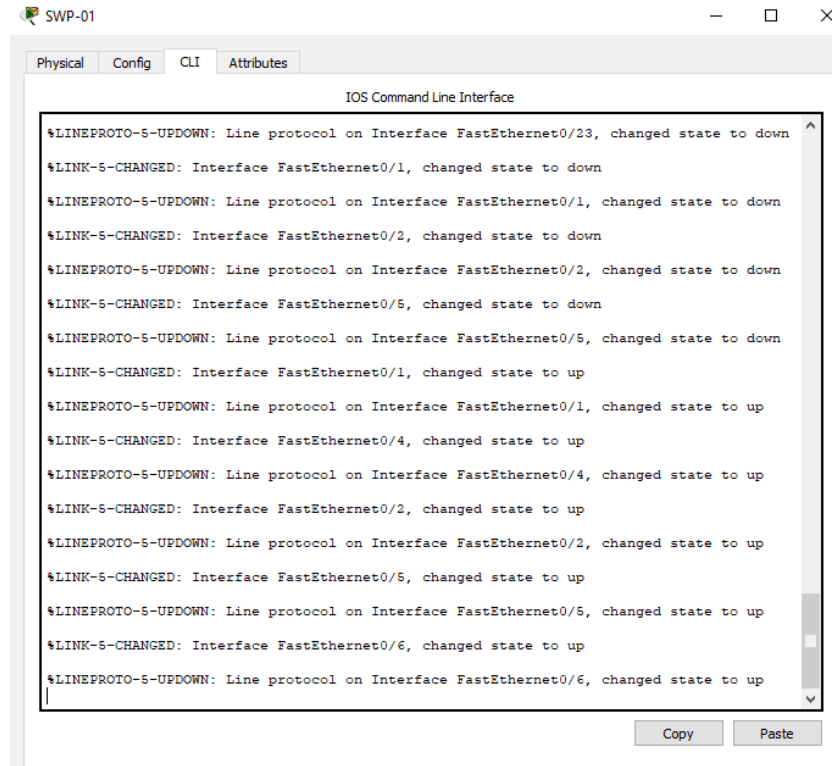 SWP-01
Physical Config CLI Attributes
IOS Command Line Interface
%LINEPROTO-5-UPDOWN: Line protocol on Interface FastEthernet0/23, changed state to down
%LINK-5-CHANGED: Interface FastEthernet0/1, changed state to down
%LINEPROTO-5-UPDOWN: Line protocol on Interface FastEthernet0/1, changed state to down
%LINK-5-CHANGED: Interface FastEthernet0/2, changed state to down
%LINEPROTO-5-UPDOWN: Line protocol on Interface FastEthernet0/2, changed state to down
%LINK-5-CHANGED: Interface FastEthernet0/5, changed state to down
%LINEPROTO-5-UPDOWN: Line protocol on Interface FastEthernet0/5, changed state to down
%LINK-5-CHANGED: Interface FastEthernet0/1, changed state to up
%LINEPROTO-5-UPDOWN: Line protocol on Interface FastEthernet0/1, changed state to up
%LINK-5-CHANGED: Interface FastEthernet0/4, changed state to up
%LINEPROTO-5-UPDOWN: Line protocol on Interface FastEthernet0/4, changed state to up
%LINK-5-CHANGED: Interface FastEthernet0/2, changed state to up
%LINEPROTO-5-UPDOWN: Line protocol on Interface FastEthernet0/2, changed state to up
%LINK-5-CHANGED: Interface FastEthernet0/5, changed state to up
%LINEPROTO-5-UPDOWN: Line protocol on Interface FastEthernet0/5, changed state to up
%LINK-5-CHANGED: Interface FastEthernet0/6, changed state to up
%LINEPROTO-5-UPDOWN: Line protocol on Interface FastEthernet0/6, changed state to up
Copy Paste